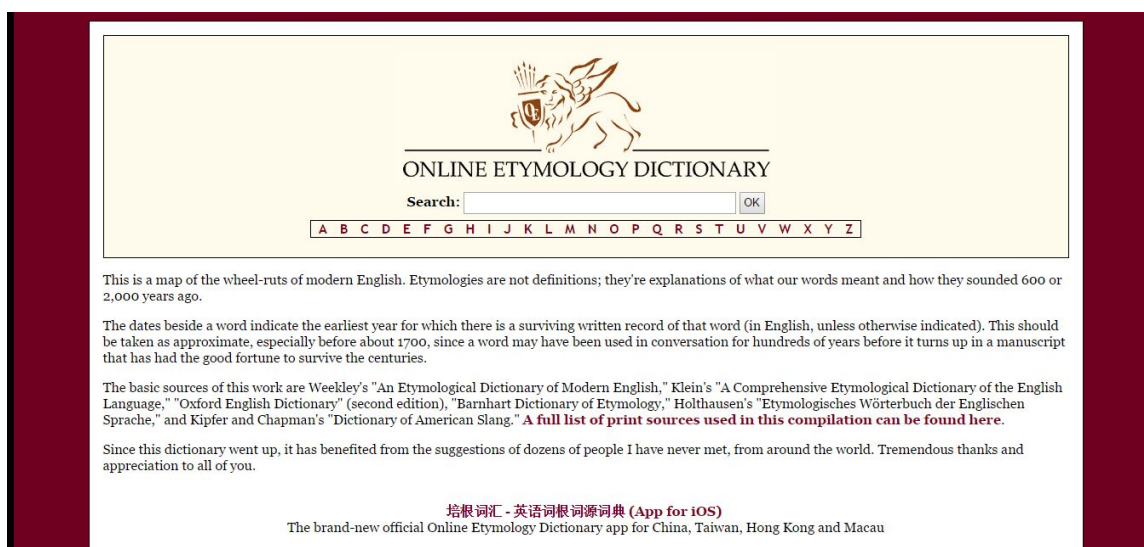 OE
ONLINE ETYMOLOGY DICTIONARY
Search: OK
A B C D E F G H I J K L M N O P Q R S T U V W X Y Z
This is a map of the wheel-ruts of modern English. Etymologies are not definitions; they're explanations of what our words meant and how they sounded 600 or
2,000 years ago.
The dates beside a word indicate the earliest year for which there is a surviving written record of that word (in English, unless otherwise indicated). This should
be taken as approximate, especially before about 1700, since a word may have been used in conversation for hundreds of years before it turns up in a manuscript
that has had the good fortune to survive the centuries.
The basic sources of this work are Weekley's "An Etymological Dictionary of Modern English," Klein's "A Comprehensive Etymological Dictionary of the English
Language," "Oxford English Dictionary" (second edition), "Barnhart Dictionary of Etymology," Holthausen's "Etymologisches Wörterbuch der Englischen
Sprache," and Kipfer and Chapman's "Dictionary of American Slang." A full list of print sources used in this compilation can be found here.
Since this dictionary went up, it has benefited from the suggestions of dozens of people I have never met, from around the world. Tremendous thanks and
appreciation to all of you.
培根词汇 - 英语词根词源词典 (App for iOS)
The brand-new official Online Etymology Dictionary app for China, Taiwan, Hong Kong and Macau